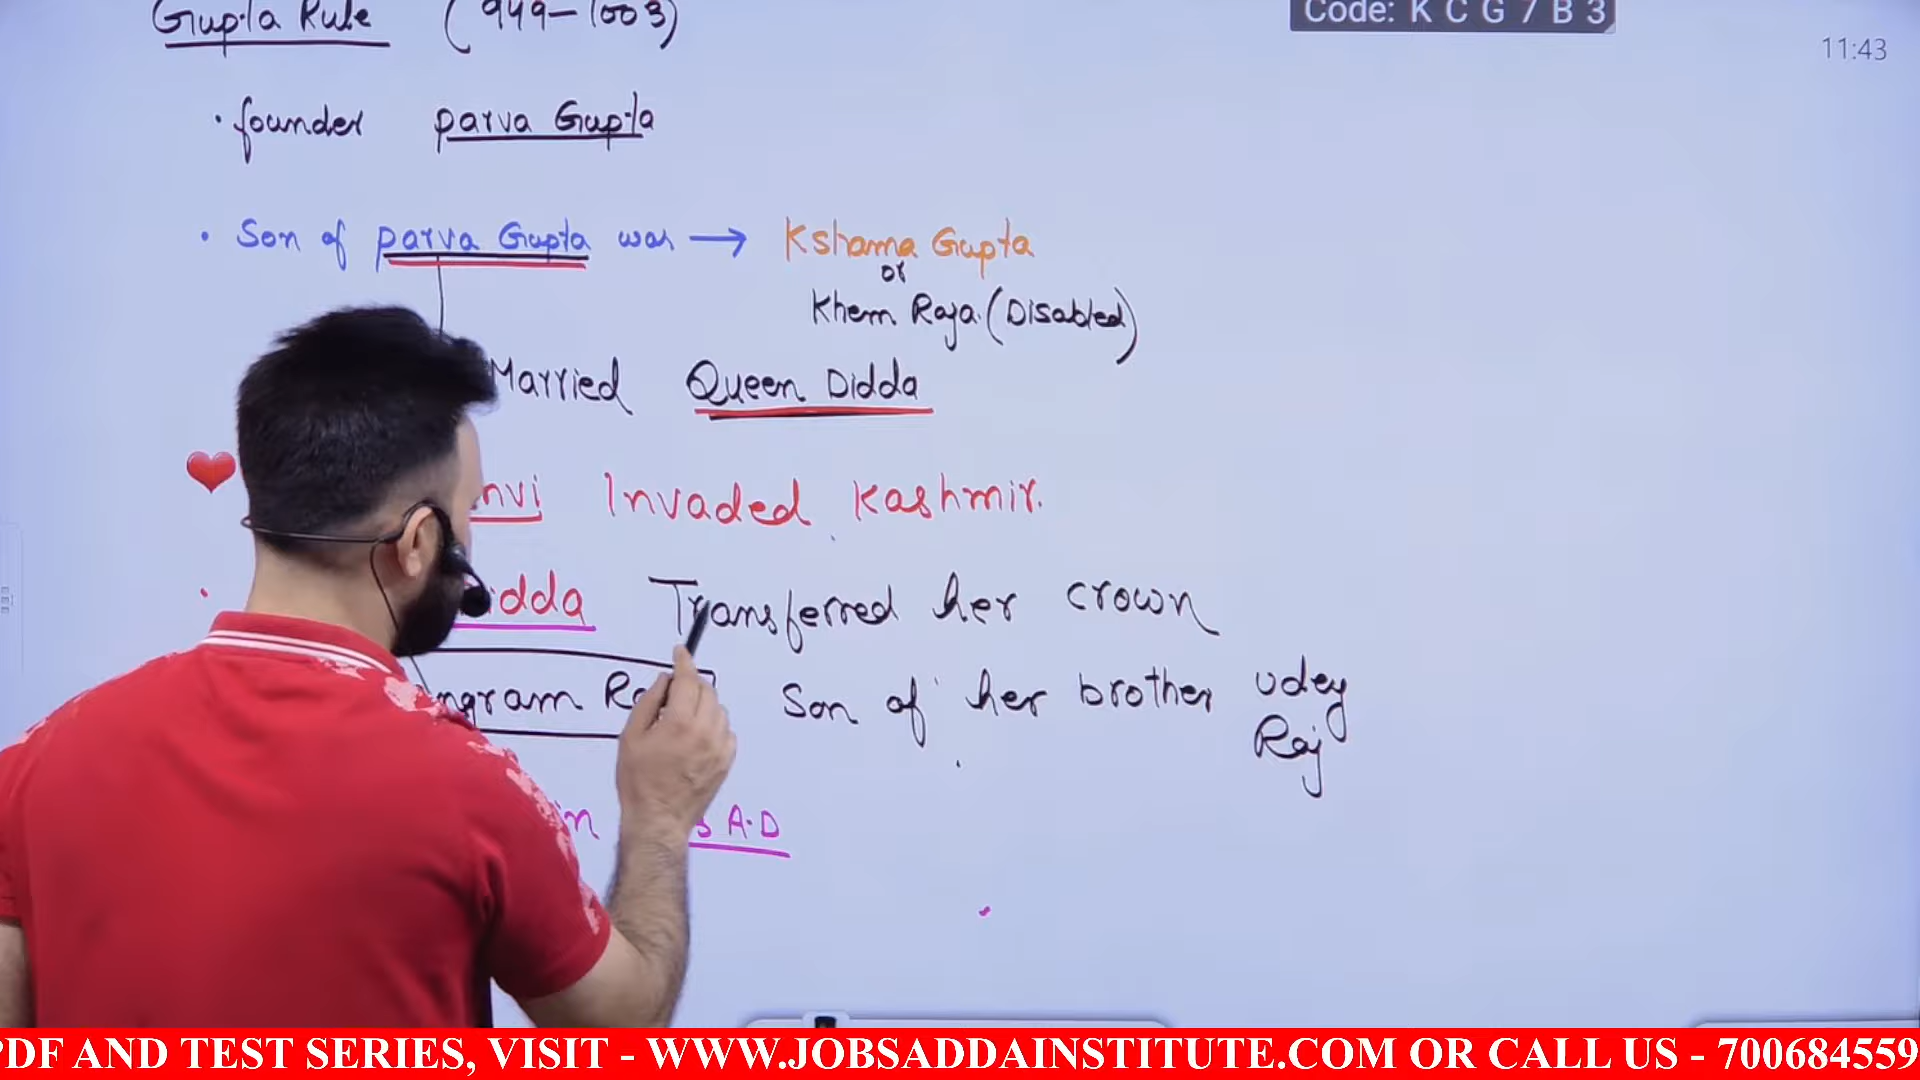 Gupta Rule (949-1003)
Code: K C G 7 B 3
11:43
• founder parva Gupta
• Son of parva Gupta was → Kshama Gupta
or
Khem Raja (Disabled)
Married Queen Didda
nvi Invaded Kashmir.
• idda Transferred her crown
ngram Ra Son of her brother udey
Raj
in A.D
PDF AND TEST SERIES, VISIT - WWW.JOBSADDAINSTITUTE.COM OR CALL US - 700684559